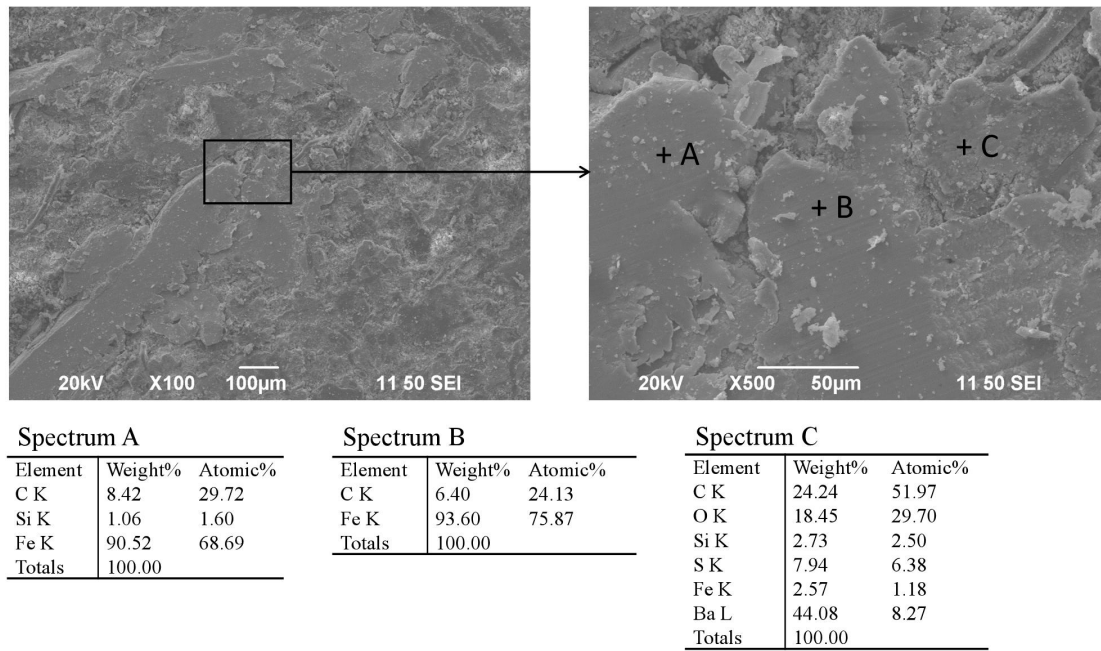 + A
+ B
+ C
20kV X100 100µm 11 50 SEI
20kV X500 50µm 11 50 SEI
Spectrum A
Element Weight% Atomic%
C K 8.42 29.72
Si K 1.06 1.60
Fe K 90.52 68.69
Totals 100.00
Spectrum B
Element Weight% Atomic%
C K 6.40 24.13
Fe K 93.60 75.87
Totals 100.00
Spectrum C
Element Weight% Atomic%
C K 24.24 51.97
O K 18.45 29.70
Si K 2.73 2.50
S K 7.94 6.38
Fe K 2.57 1.18
Ba L 44.08 8.27
Totals 100.00